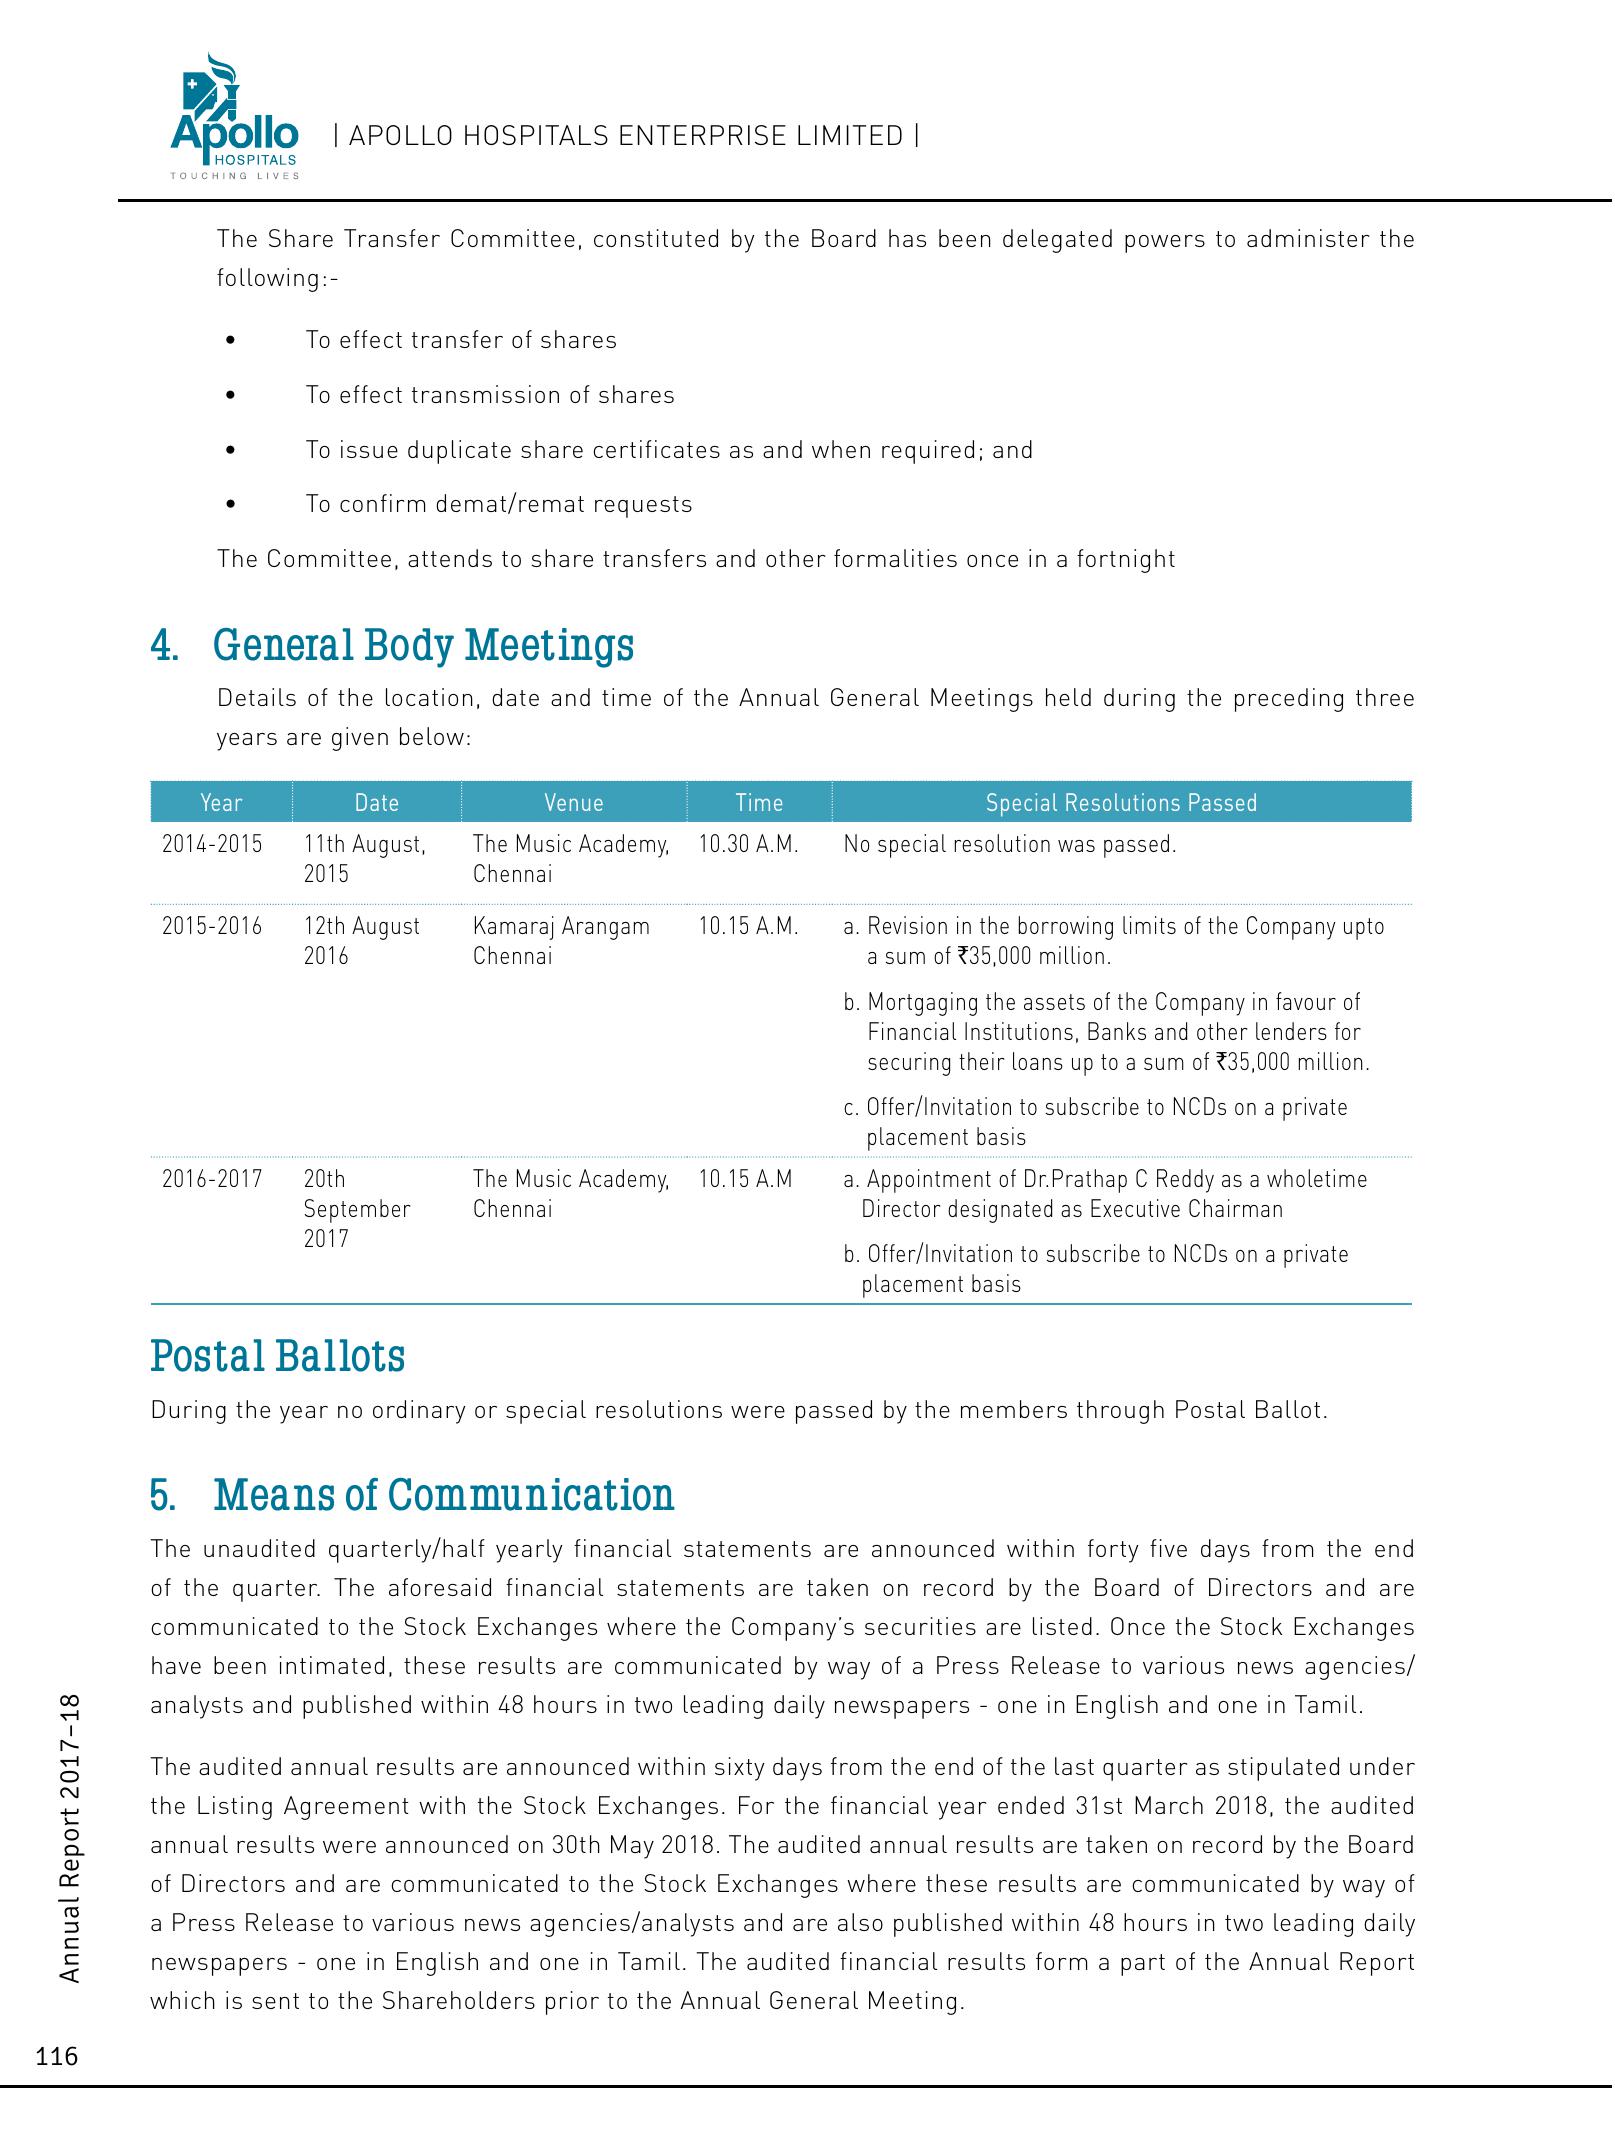 Apollo
HOSPITALS
TOUCHING LIVES
| APOLLO HOSPITALS ENTERPRISE LIMITED |
The Share Transfer Committee, constituted by the Board has been delegated powers to administer the
following:-
• To effect transfer of shares
• To effect transmission of shares
• To issue duplicate share certificates as and when required; and
• To confirm demat/remat requests
The Committee, attends to share transfers and other formalities once in a fortnight
4. General Body Meetings
Details of the location, date and time of the Annual General Meetings held during the preceding three
years are given below:
Year Date Venue Time Special Resolutions Passed
2014-2015 11th August, The Music Academy, 10.30 A.M. No special resolution was passed.
2015 Chennai
2015-2016 12th August Kamaraj Arangam 10.15 A.M. a. Revision in the borrowing limits of the Company upto
2016 Chennai a sum of ₹35,000 million.
b. Mortgaging the assets of the Company in favour of
Financial Institutions, Banks and other lenders for
securing their loans up to a sum of ₹35,000 million.
c. Offer/Invitation to subscribe to NCDs on a private
placement basis
2016-2017 20th The Music Academy, 10.15 A.M a. Appointment of Dr.Prathap C Reddy as a wholetime
September Chennai Director designated as Executive Chairman
2017
b. Offer/Invitation to subscribe to NCDs on a private
placement basis
Postal Ballots
During the year no ordinary or special resolutions were passed by the members through Postal Ballot.
5. Means of Communication
The unaudited quarterly/half yearly financial statements are announced within forty five days from the end
of the quarter. The aforesaid financial statements are taken on record by the Board of Directors and are
communicated to the Stock Exchanges where the Company's securities are listed. Once the Stock Exchanges
have been intimated, these results are communicated by way of a Press Release to various news agencies/
analysts and published within 48 hours in two leading daily newspapers - one in English and one in Tamil.
The audited annual results are announced within sixty days from the end of the last quarter as stipulated under
the Listing Agreement with the Stock Exchanges. For the financial year ended 31st March 2018, the audited
annual results were announced on 30th May 2018. The audited annual results are taken on record by the Board
of Directors and are communicated to the Stock Exchanges where these results are communicated by way of
a Press Release to various news agencies/analysts and are also published within 48 hours in two leading daily
newspapers - one in English and one in Tamil. The audited financial results form a part of the Annual Report
which is sent to the Shareholders prior to the Annual General Meeting.
Annual Report 2017–18
116